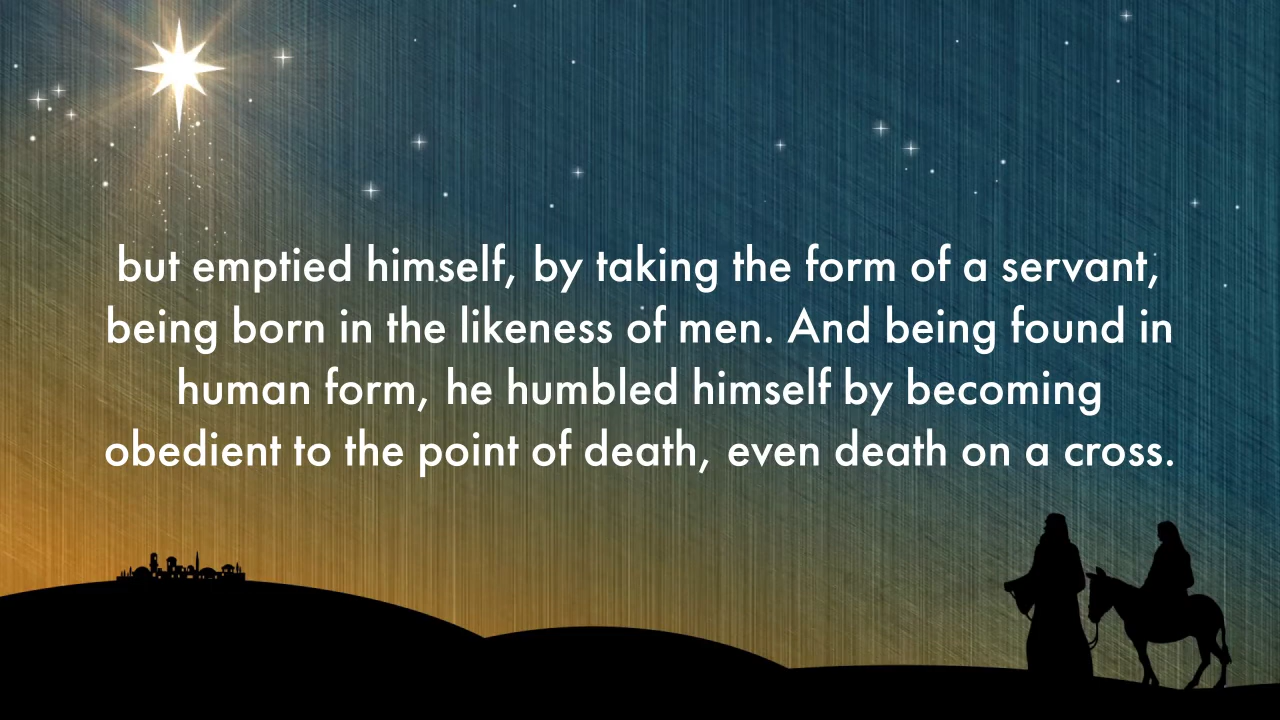 but emptied himself, by taking the form of a servant,
being born in the likeness of men. And being found in
human form, he humbled himself by becoming
obedient to the point of death, even death on a cross.